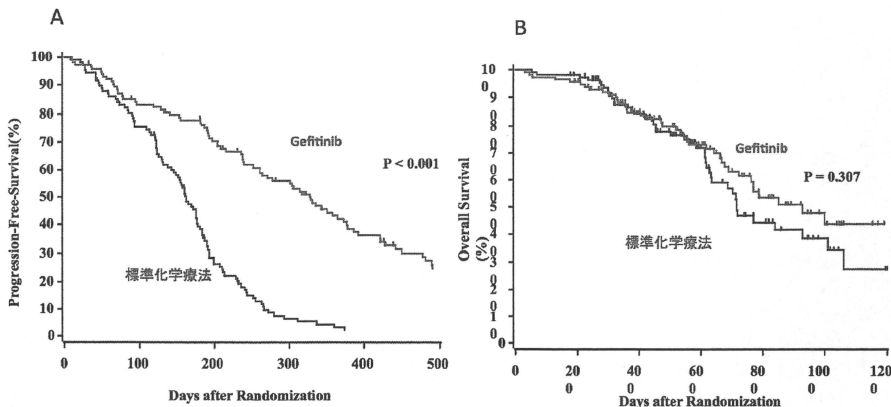 A
100
90
80
70
60
50
40
30
20
10
0
Progression-Free-Survival(%)
Gefitinib
P < 0.001
標準化学療法
0
100
200
300
400
500
Days after Randomization
B
10
0
9
0
8
0
7
0
6
0
5
0
4
0
3
0
2
0
1
0
0
Overall Survival
(%)
Gefitinib
P = 0.307
標準化学療法
0 20 40 60 80 100 120
0 0 0 0 0 0
Days after Randomization